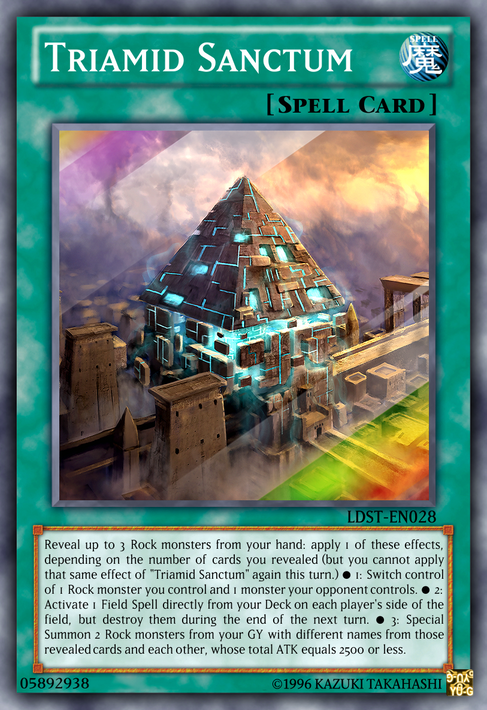 Triamid Sanctum
SPELL
魔
[Spell Card]
LDST-EN028
Reveal up to 3 Rock monsters from your hand: apply 1 of these effects,
depending on the number of cards you revealed (but you cannot apply
that same effect of "Triamid Sanctum" again this turn.) ● 1: Switch control
of 1 Rock monster you control and 1 monster your opponent controls. ● 2:
Activate 1 Field Spell directly from your Deck on each player's side of the
field, but destroy them during the end of the next turn. ● 3: Special
Summon 2 Rock monsters from your GY with different names from those
revealed cards and each other, whose total ATK equals 2500 or less.
05892938
©1996 KAZUKI TAKAHASHI